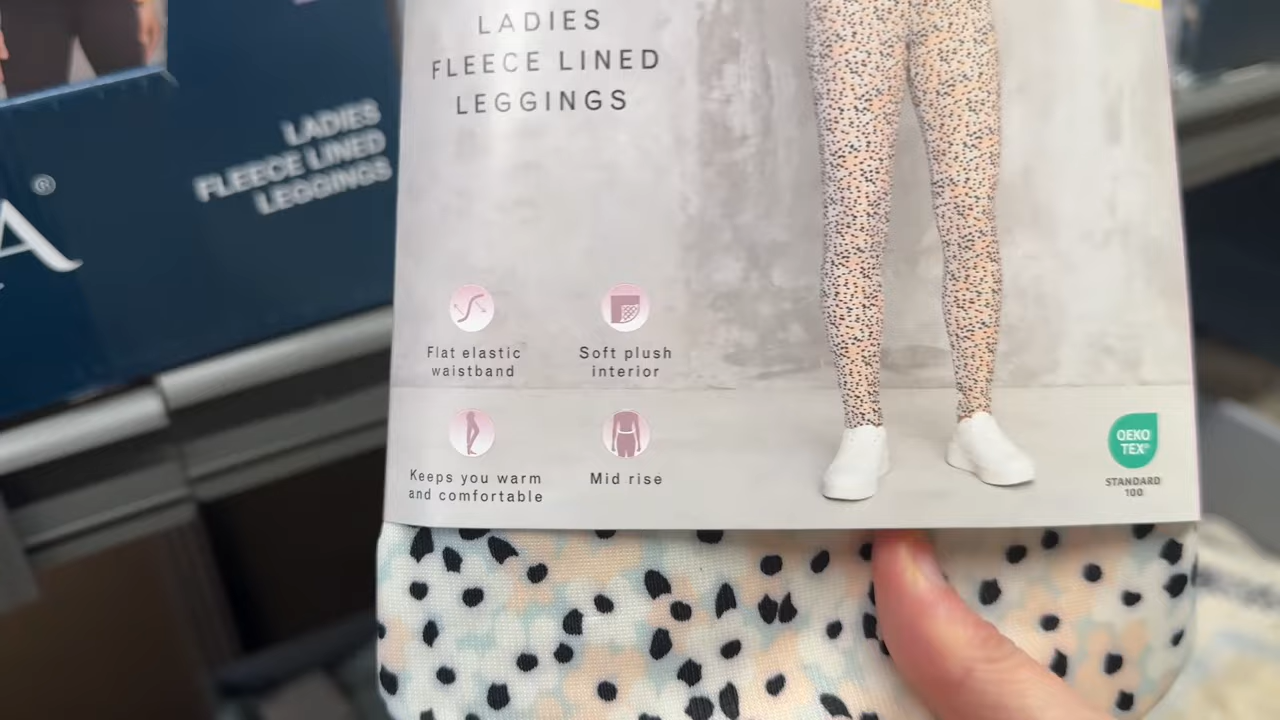 LADIES
FLEECE LINED
LEGGINGS
A®
LADIES
FLEECE LINED
LEGGINGS
Flat elastic
waistband
Soft plush
interior
Keeps you warm
and comfortable
Mid rise
OEKO
TEX®
STANDARD
100